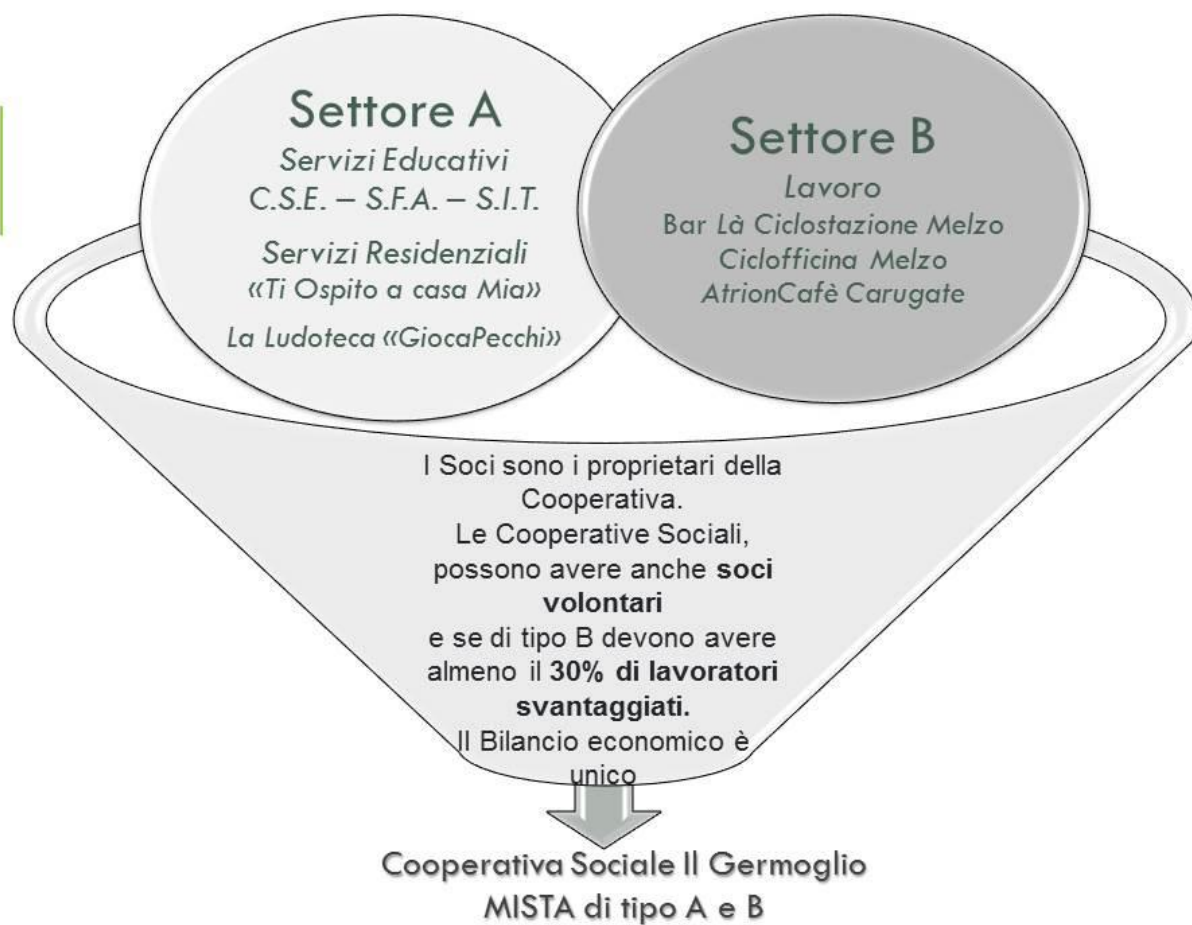 Settore A
Servizi Educativi
C.S.E. – S.F.A. – S.I.T.
Servizi Residenziali
«Ti Ospito a casa Mia»
La Ludoteca «GiocaPecchi»
Settore B
Lavoro
Bar Là Ciclostazione Melzo
Ciclofficina Melzo
AtrionCafè Carugate
I Soci sono i proprietari della
Cooperativa.
Le Cooperative Sociali,
possono avere anche soci
volontari
e se di tipo B devono avere
almeno il 30% di lavoratori
svantaggiati.
Il Bilancio economico è
unico
Cooperativa Sociale Il Germoglio
MISTA di tipo A e B